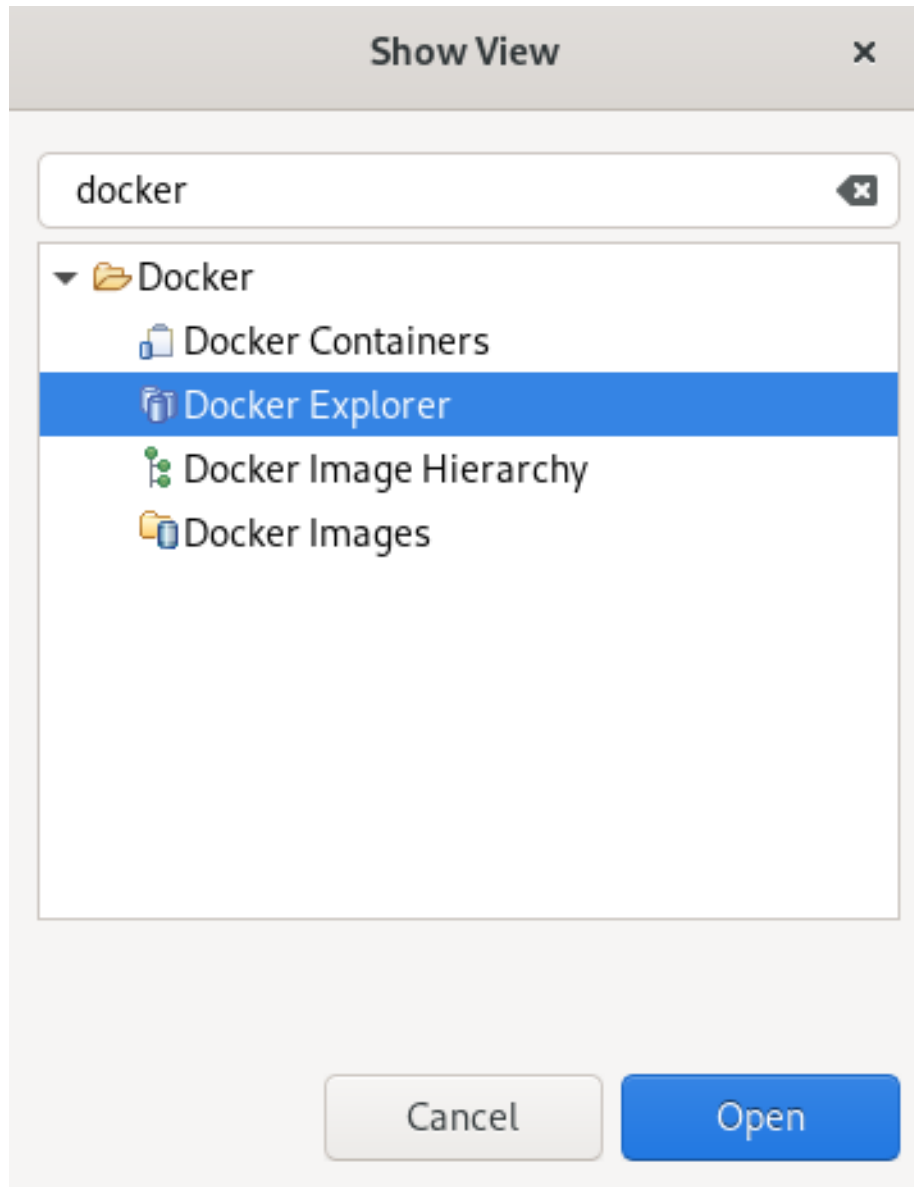 Show View
docker
Docker
Docker Containers
Docker Explorer
Docker Image Hierarchy
Docker Images
Cancel
Open